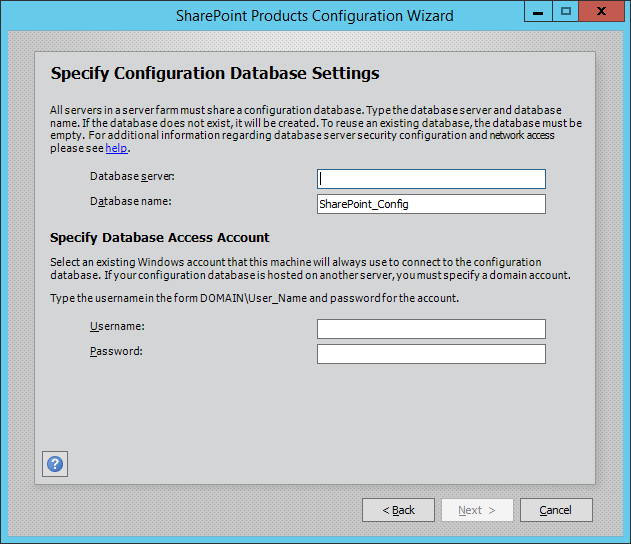 SharePoint Products Configuration Wizard
Specify Configuration Database Settings
All servers in a server farm must share a configuration database. Type the database server and database
name. If the database does not exist, it will be created. To reuse an existing database, the database must be
empty. For additional information regarding database server security configuration and network access
please see help.
Database server:
Database name: SharePoint_Config
Specify Database Access Account
Select an existing Windows account that this machine will always use to connect to the configuration
database. If your configuration database is hosted on another server, you must specify a domain account.
Type the username in the form DOMAIN\User_Name and password for the account.
Username:
Password:
?
< Back Next > Cancel